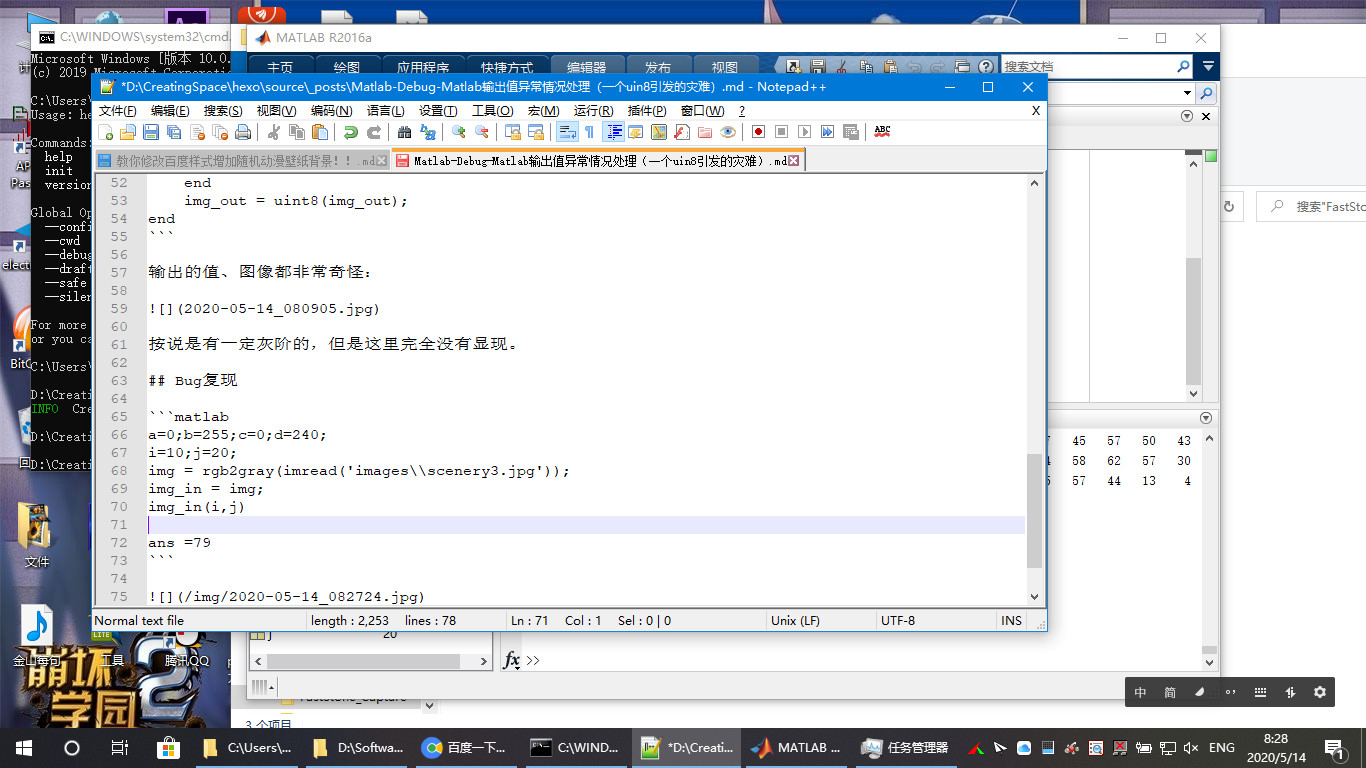 C:\WINDOWS\system32\cmd.
Microsoft Windows [版本 10.0.
(c) 2019 Microsoft Corporatio
C:\Users\
Usage: he
Commands:
help
init
version
Global Op
--confi
--cwd
--debug
--draft
--safe
--silen
For more
or you ca
C:\Users\
D:\Creati
INFO Cre
D:\Creati
D:\Creati
MATLAB R2016a
主页 绘图 应用程序 快捷方式 编辑器 发布 视图
搜索文档
*D:\CreatingSpace\hexo\source\_posts\Matlab-Debug-Matlab输出值异常情况处理（一个uin8引发的灾难）.md - Notepad++
文件(F) 编辑(E) 搜索(S) 视图(V) 编码(N) 语言(L) 设置(T) 工具(O) 宏(M) 运行(R) 插件(P) 窗口(W) ? X
ABC
教你修改百度样式增加随机动漫壁纸背景！！.md
Matlab-Debug-Matlab输出值异常情况处理（一个uin8引发的灾难）.md
52 end
53 img_out = uint8(img_out);
54 end
55 ```
56
57 输出的值、图像都非常奇怪：
58
59 ![](2020-05-14_080905.jpg)
60
61 按说是有一定灰阶的，但是这里完全没有显现。
62
63 ## Bug复现
64
65 ```matlab
66 a=0;b=255;c=0;d=240;
67 i=10;j=20;
68 img = rgb2gray(imread('images\\scenery3.jpg'));
69 img_in = img;
70 img_in(i,j)
71
72 ans =79
73 ```
74
75 ![](/img/2020-05-14_082724.jpg)
Normal text file length : 2,253 lines : 78 Ln : 71 Col : 1 Sel : 0 | 0 Unix (LF) UTF-8 INS
搜索"FastSto
45 57 50 43
58 62 57 30
57 44 13 4
j 20
fx >>
FastStone_Capture
3 个项目
文件
金山每句
LITE
工具
腾讯QQ
崩坏
学园2
中 简
C:\Users\... D:\Softwa... 百度一下... C:\WIND... *D:\Creati... MATLAB ... 任务管理器
ENG
8:28
2020/5/14
1